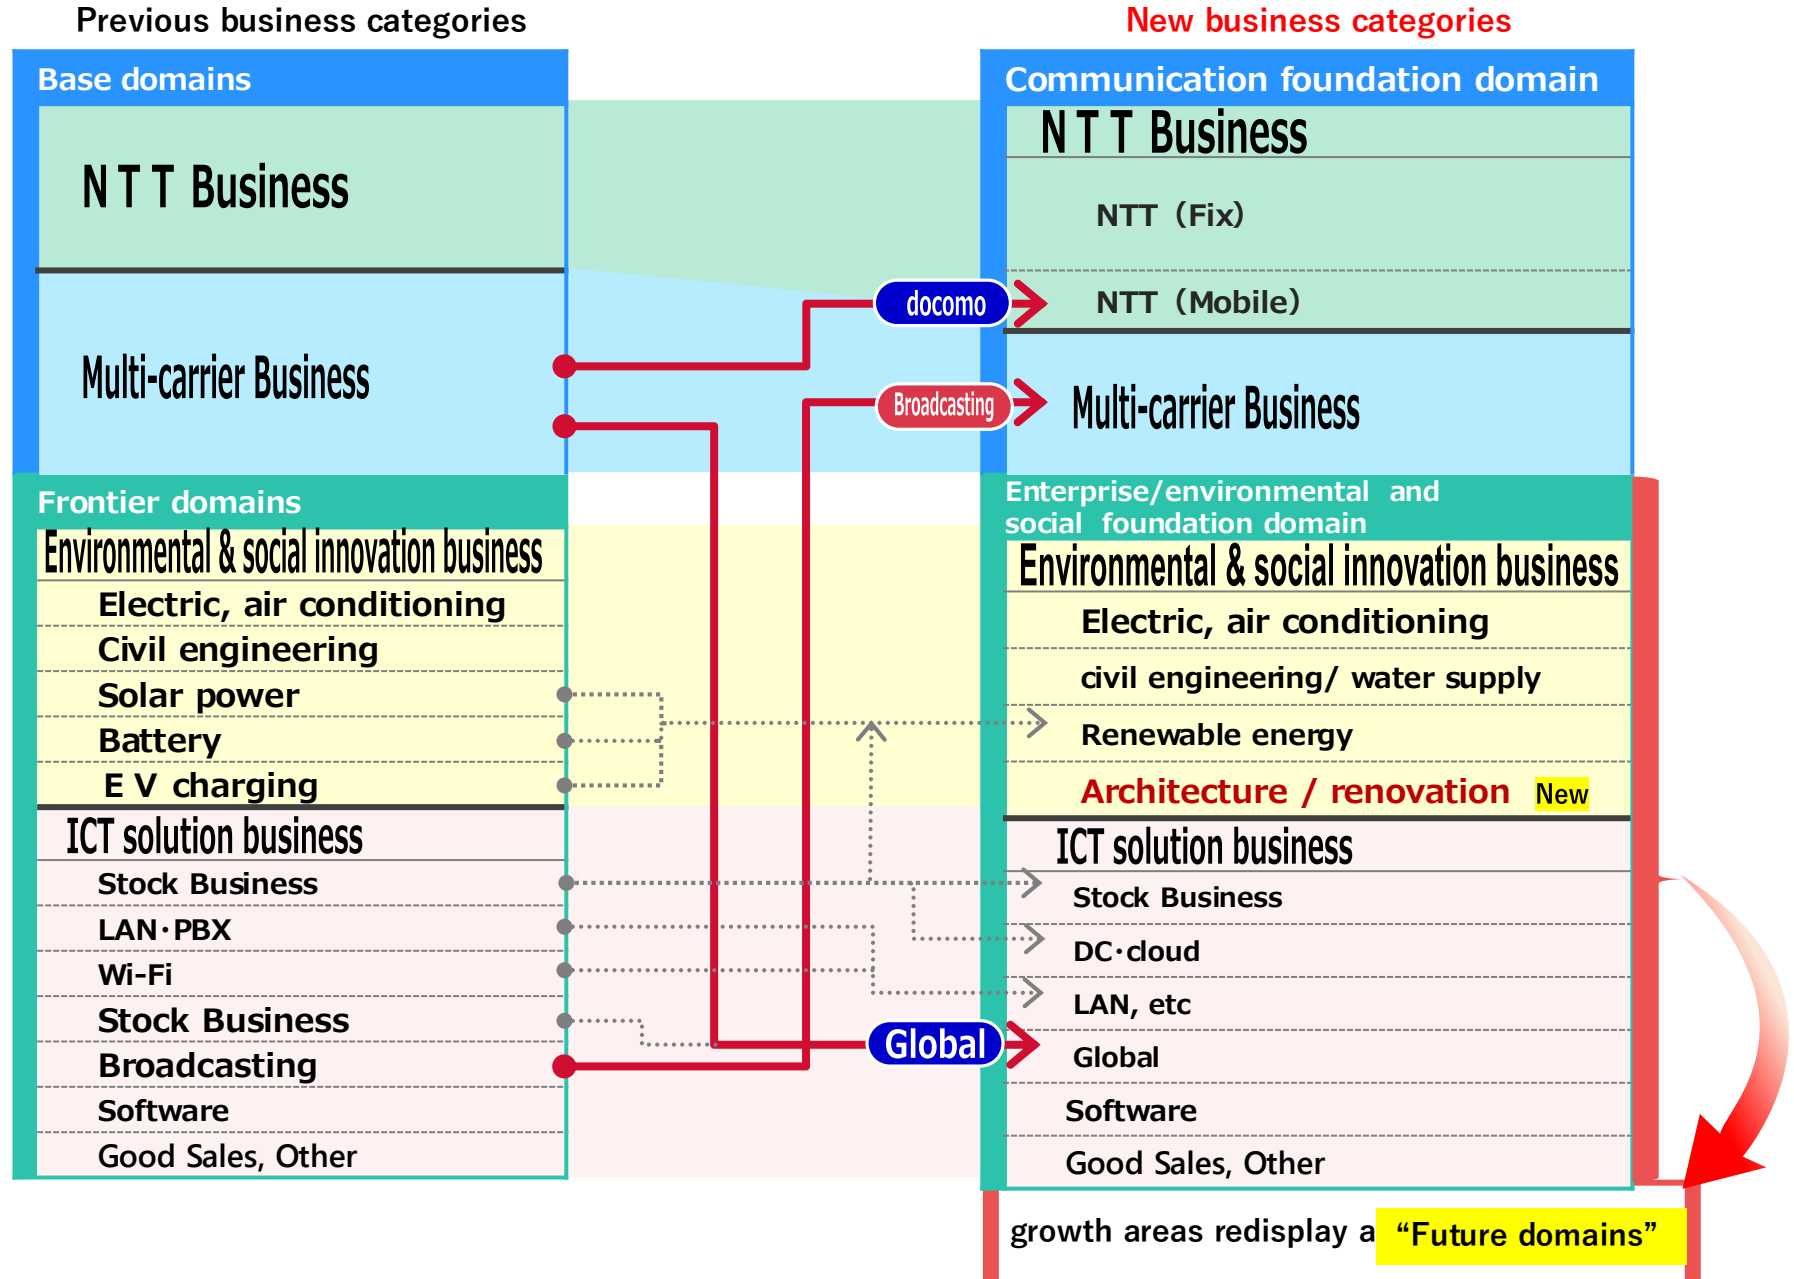 Previous business categories
Base domains
N T T Business
Multi-carrier Business
Frontier domains
Environmental & social innovation business
Electric, air conditioning
Civil engineering
Solar power
Battery
E V charging
ICT solution business
Stock Business
LAN･PBX
Wi-Fi
Stock Business
Broadcasting
Software
Good Sales, Other
docomo
Broadcasting
Global
New business categories
Communication foundation domain
N T T Business
NTT（Fix）
NTT（Mobile）
Multi-carrier Business
Enterprise/environmental and
social foundation domain
Environmental & social innovation business
Electric, air conditioning
civil engineering/ water supply
Renewable energy
Architecture / renovation New
ICT solution business
Stock Business
DC･cloud
LAN, etc
Global
Software
Good Sales, Other
growth areas redisplay a “Future domains”